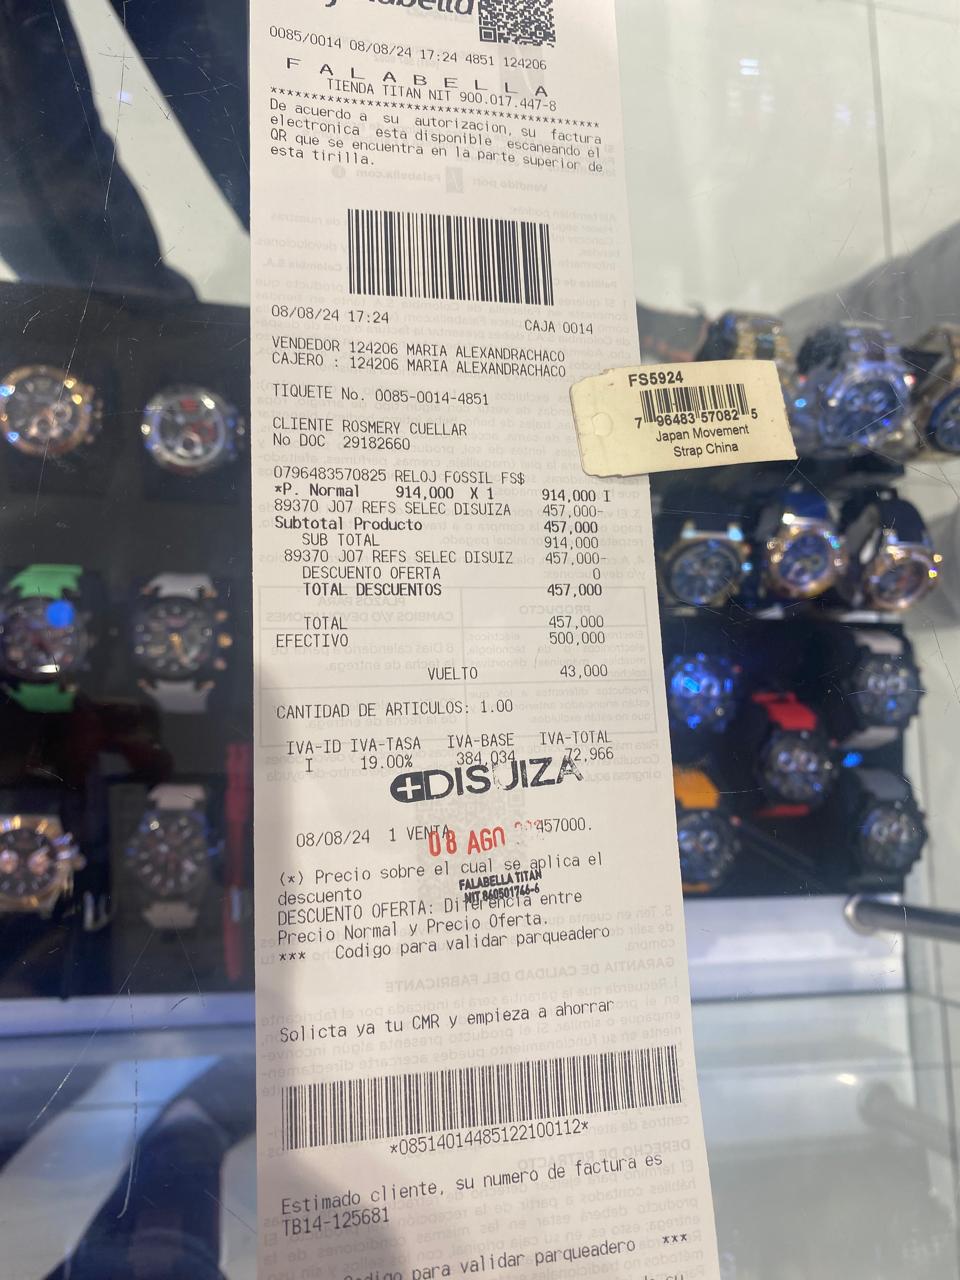 0085/0014 08/08/24 17:24 4851 124206
F A L A B E L L A
TIENDA TITAN NIT 900.017.447-8
****************************************
De acuerdo a su autorizacion, su factura
electronica esta disponible escaneando el
QR que se encuentra en la parte superior de
esta tirilla.
08/08/24 17:24 CAJA 0014
VENDEDOR 124206 MARIA ALEXANDRACHACO
CAJERO : 124206 MARIA ALEXANDRACHACO
TIQUETE No. 0085-0014-4851
CLIENTE ROSMERY CUELLAR
No DOC 29182660
0796483570825 RELOJ FOSSIL FS$
*P. Normal 914,000 X 1 914,000 I
89370 J07 REFS SELEC DISUIZA 457,000-
Subtotal Producto 457,000
SUB TOTAL 914,000
89370 J07 REFS SELEC DISUIZ 457,000-
DESCUENTO OFERTA 0
TOTAL DESCUENTOS 457,000
TOTAL 457,000
EFECTIVO 500,000
VUELTO 43,000
CANTIDAD DE ARTICULOS: 1.00
IVA-ID IVA-TASA IVA-BASE IVA-TOTAL
I 19.00% 384,034 72,966
DISUIZA
08/08/24 1 VENTA 457000.
08 AGO
(*) Precio sobre el cual se aplica el
descuento
FALABELLA TITAN
NIT.860501746-6
DESCUENTO OFERTA: Diferencia entre
Precio Normal y Precio Oferta.
*** Codigo para validar parqueadero
Solicta ya tu CMR y empieza a ahorrar
*08514014485122100112*
Estimado cliente, su numero de factura es
TB14-125681
para validar parqueadero ***
FS5924
7 96483 57082 5
Japan Movement
Strap China